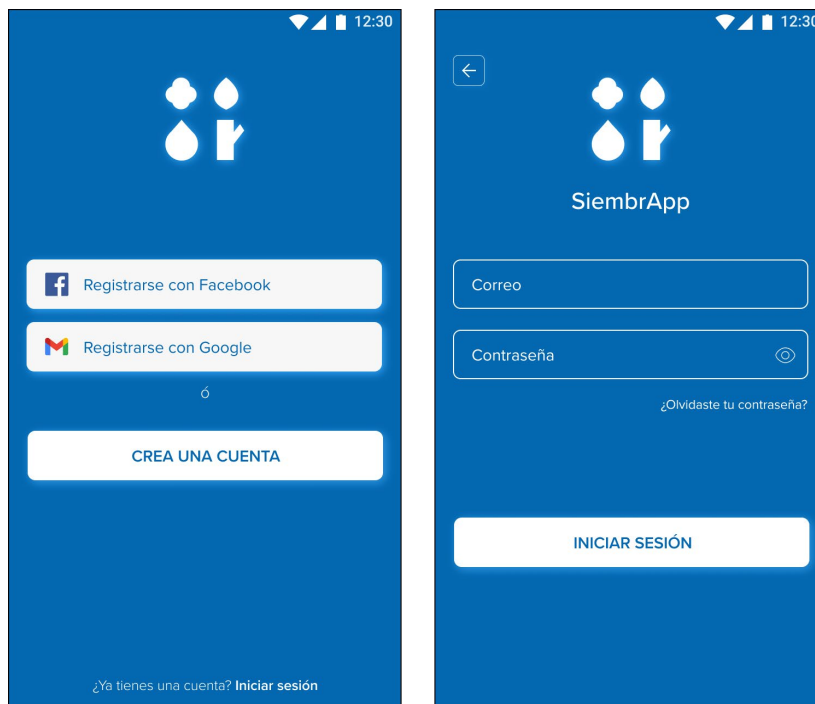 12:30
Registrarse con Facebook
Registrarse con Google
ó
CREA UNA CUENTA
¿Ya tienes una cuenta? Iniciar sesión
12:30
SiembrApp
Correo
Contraseña
¿Olvidaste tu contraseña?
INICIAR SESIÓN